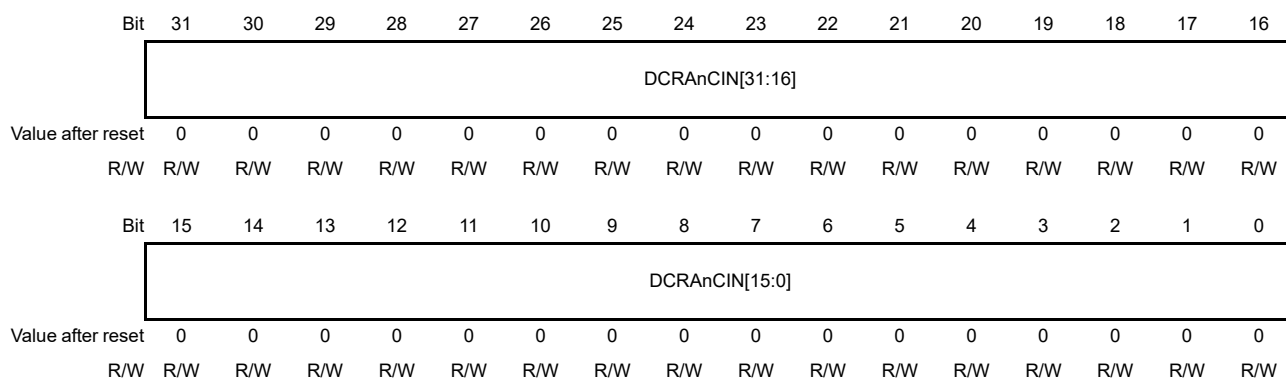 Bit 31 30 29 28 27 26 25 24 23 22 21 20 19 18 17 16
DCRAnCIN[31:16]
Value after reset 0 0 0 0 0 0 0 0 0 0 0 0 0 0 0 0
R/W R/W R/W R/W R/W R/W R/W R/W R/W R/W R/W R/W R/W R/W R/W R/W R/W
Bit 15 14 13 12 11 10 9 8 7 6 5 4 3 2 1 0
DCRAnCIN[15:0]
Value after reset 0 0 0 0 0 0 0 0 0 0 0 0 0 0 0 0
R/W R/W R/W R/W R/W R/W R/W R/W R/W R/W R/W R/W R/W R/W R/W R/W R/W